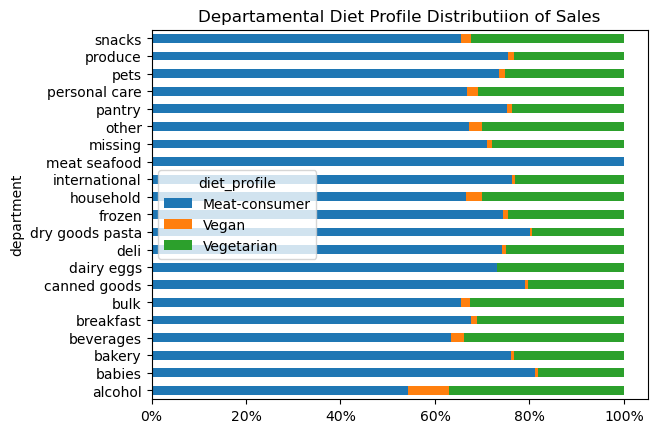 Departamental Diet Profile Distributiion of Sales
department
snacks
produce
pets
personal care
pantry
other
missing
meat seafood
international
household
frozen
dry goods pasta
deli
dairy eggs
canned goods
bulk
breakfast
beverages
bakery
babies
alcohol
diet_profile
Meat-consumer
Vegan
Vegetarian
0% 20% 40% 60% 80% 100%